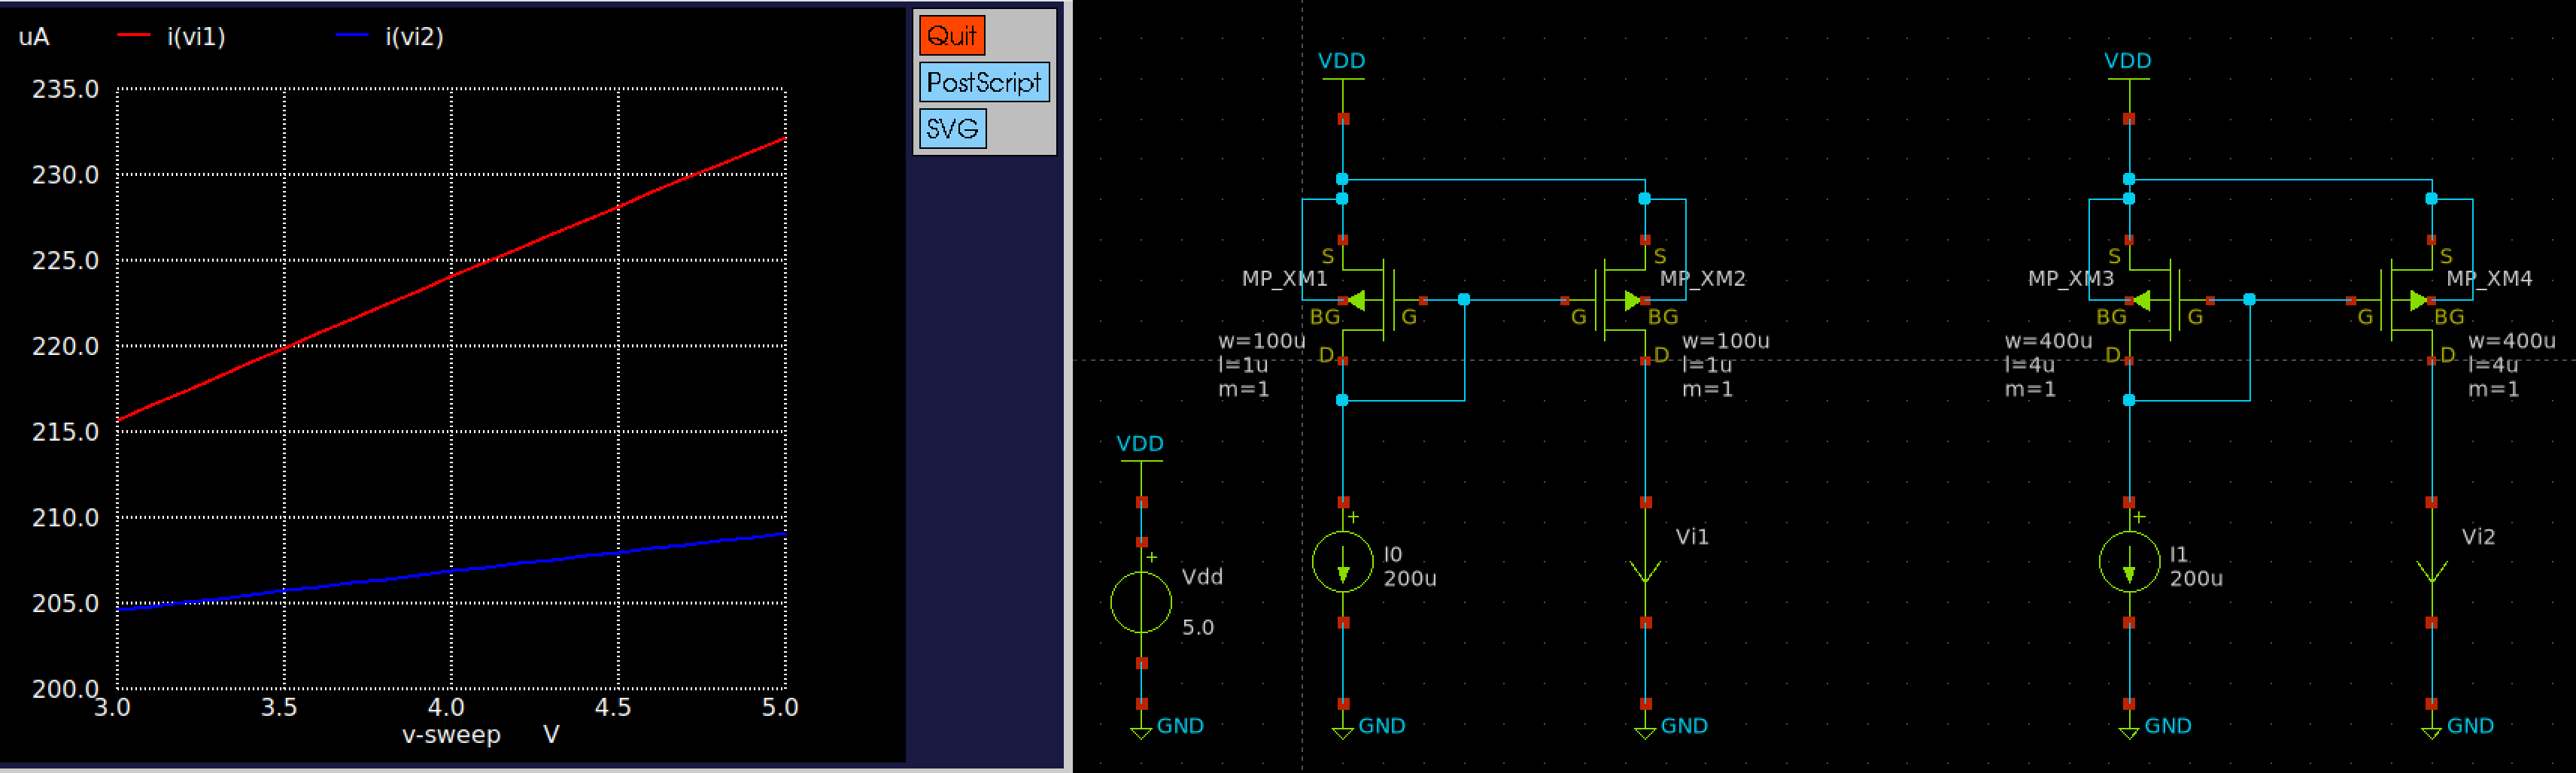 uA i(vi1) i(vi2)
Quit
PostScript
SVG
235.0
230.0
225.0
220.0
215.0
210.0
205.0
200.0
3.0 3.5 4.0 4.5 5.0
v-sweep V
VDD
S
MP_XM1
BG G
w=100u
l=1u
m=1
D
S
MP_XM2
G BG
D
w=100u
l=1u
m=1
VDD
+
Vdd
5.0
GND
+
I0
200u
GND
Vi1
GND
VDD
S
MP_XM3
BG G
w=400u
l=4u
m=1
D
S
MP_XM4
G BG
D
w=400u
l=4u
m=1
+
I1
200u
GND
Vi2
GND